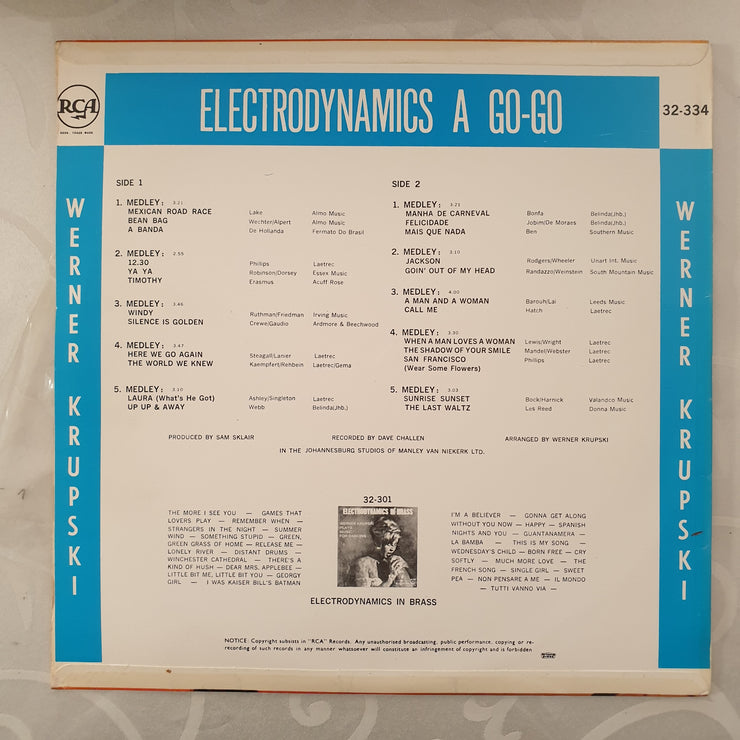 RCA
ELECTRODYNAMICS A GO-GO
32-334
WERNER KRUPSKI
WERNER KRUPSKI
SIDE 1
1. MEDLEY: 3.21
MEXICAN ROAD RACE Lake Almo Music
BEAN BAG Wechter/Alpert Almo Music
A BANDA De Hollanda Fermato Do Brasil
2. MEDLEY: 2.55
12.30 Phillips Laetrec
YA YA Robinson/Dorsey Essex Music
TIMOTHY Erasmus Acuff Rose
3. MEDLEY: 3.46
WINDY Ruthman/Friedman Irving Music
SILENCE IS GOLDEN Crewe/Gaudio Ardmore & Beechwood
4. MEDLEY: 3.47
HERE WE GO AGAIN Steagall/Lanier Laetrec
THE WORLD WE KNEW Kaempfert/Rehbein Laetrec/Gema
5. MEDLEY: 3.10
LAURA (What's He Got) Ashley/Singleton Laetrec
UP UP & AWAY Webb Belinda(Jhb.)
SIDE 2
1. MEDLEY: 3.21
MANHA DE CARNEVAL Bonfa Belinda(Jhb.)
FELICIDADE Jobim/De Moraes Belinda(Jhb.)
MAIS QUE NADA Ben Southern Music
2. MEDLEY: 3.10
JACKSON Rodgers/Wheeler Unart Int. Music
GOIN' OUT OF MY HEAD Randazzo/Weinstein South Mountain Music
3. MEDLEY: 4.00
A MAN AND A WOMAN Barouh/Lai Leeds Music
CALL ME Hatch Laetrec
4. MEDLEY: 3.30
WHEN A MAN LOVES A WOMAN Lewis/Wright Laetrec
THE SHADOW OF YOUR SMILE Mandel/Webster Laetrec
SAN FRANCISCO Phillips Laetrec
(Wear Some Flowers)
5. MEDLEY: 3.03
SUNRISE SUNSET Bock/Harnick Valandco Music
THE LAST WALTZ Les Reed Donna Music
PRODUCED BY SAM SKLAIR RECORDED BY DAVE CHALLEN ARRANGED BY WERNER KRUPSKI
IN THE JOHANNESBURG STUDIOS OF MANLEY VAN NIEKERK LTD.
THE MORE I SEE YOU — GAMES THAT
LOVERS PLAY — REMEMBER WHEN —
STRANGERS IN THE NIGHT — SUMMER
WIND — SOMETHING STUPID — GREEN,
GREEN GRASS OF HOME — RELEASE ME —
LONELY RIVER — DISTANT DRUMS —
WINCHESTER CATHEDRAL — THERE'S A
KIND OF HUSH — DEAR MRS. APPLEBEE —
LITTLE BIT ME, LITTLE BIT YOU — GEORGY
GIRL — I WAS KAISER BILL'S BATMAN
32-301
ELECTRODYNAMICS IN BRASS
WERNER KRUPSKI
PLAYS
MUSIC
FOR DANCING
ELECTRODYNAMICS IN BRASS
I'M A BELIEVER — GONNA GET ALONG
WITHOUT YOU NOW — HAPPY — SPANISH
NIGHTS AND YOU — GUANTANAMERA —
LA BAMBA — THIS IS MY SONG —
WEDNESDAY'S CHILD — BORN FREE — CRY
SOFTLY — MUCH MORE LOVE — THE
FRENCH SONG — SINGLE GIRL — SWEET
PEA — NON PENSARE A ME — IL MONDO
— TUTTI VANNO VIA —
NOTICE: Copyright subsists in "RCA" Records. Any unauthorised broadcasting, public performance, copying or re-
recording of such records in any manner whatsoever will constitute an infringement of copyright and is forbidden